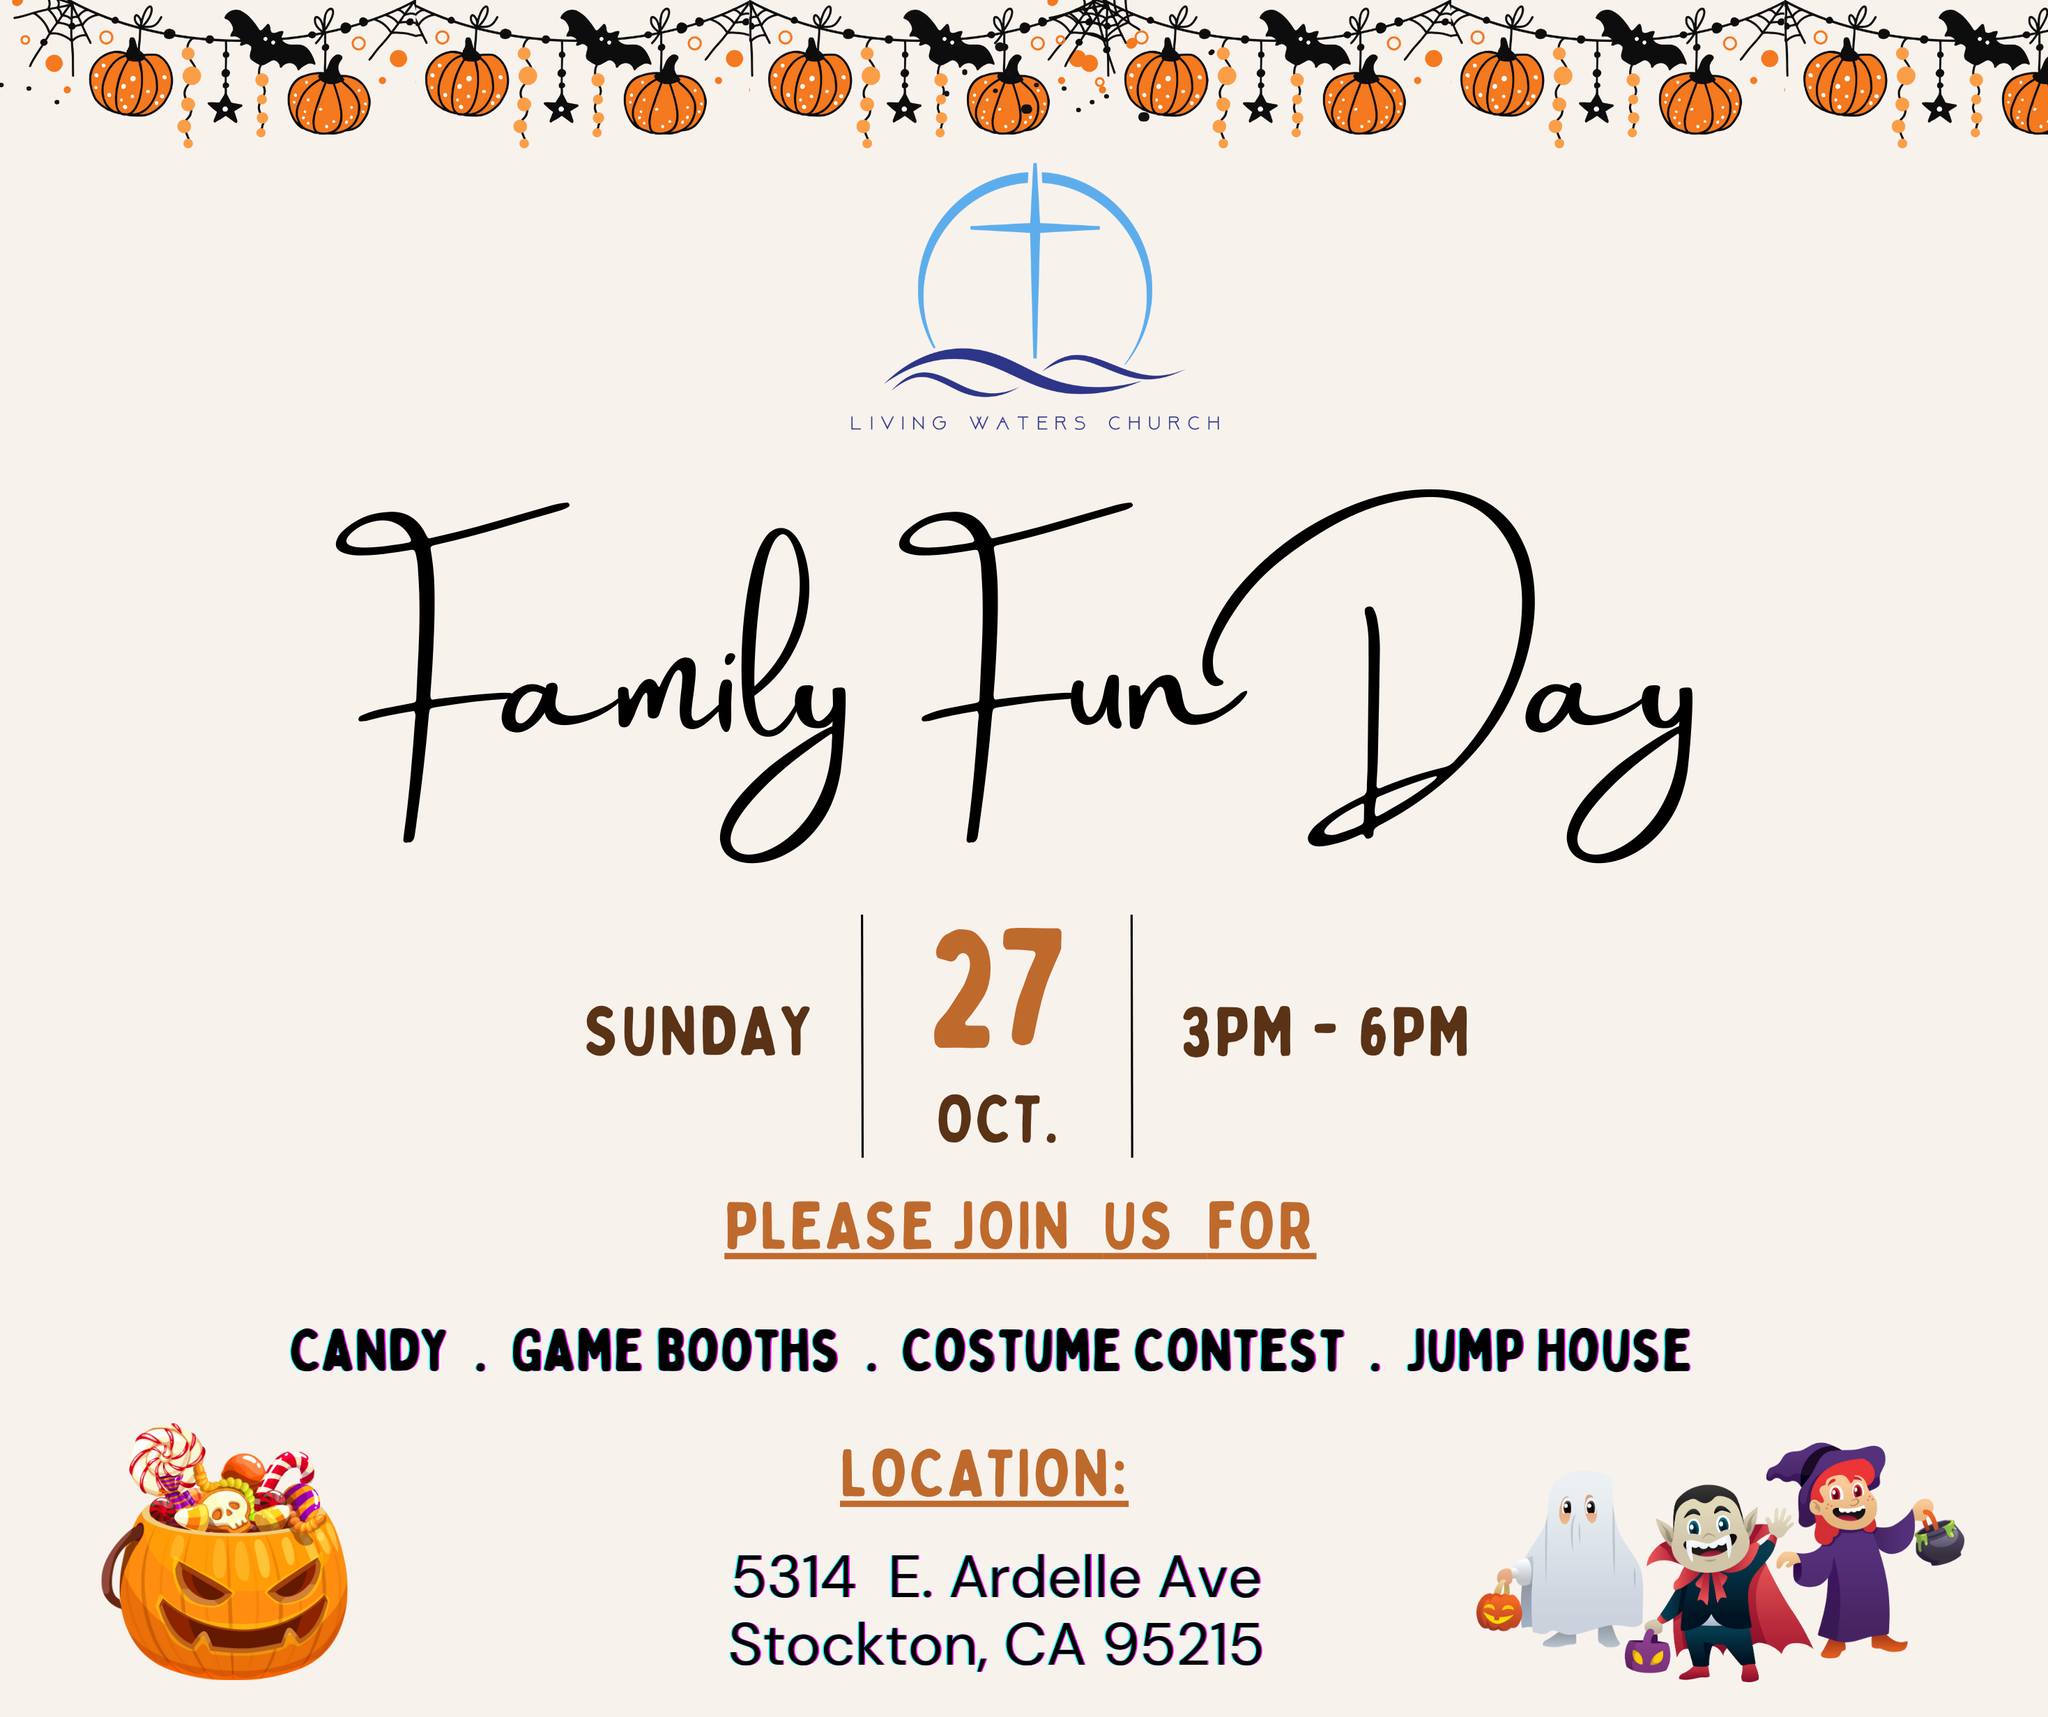 LIVING WATERS CHURCH
Family Fun Day
SUNDAY
27
OCT.
3PM - 6PM
PLEASE JOIN US FOR
CANDY . GAME BOOTHS . COSTUME CONTEST . JUMP HOUSE
LOCATION:
5314 E. Ardelle Ave
Stockton, CA 95215